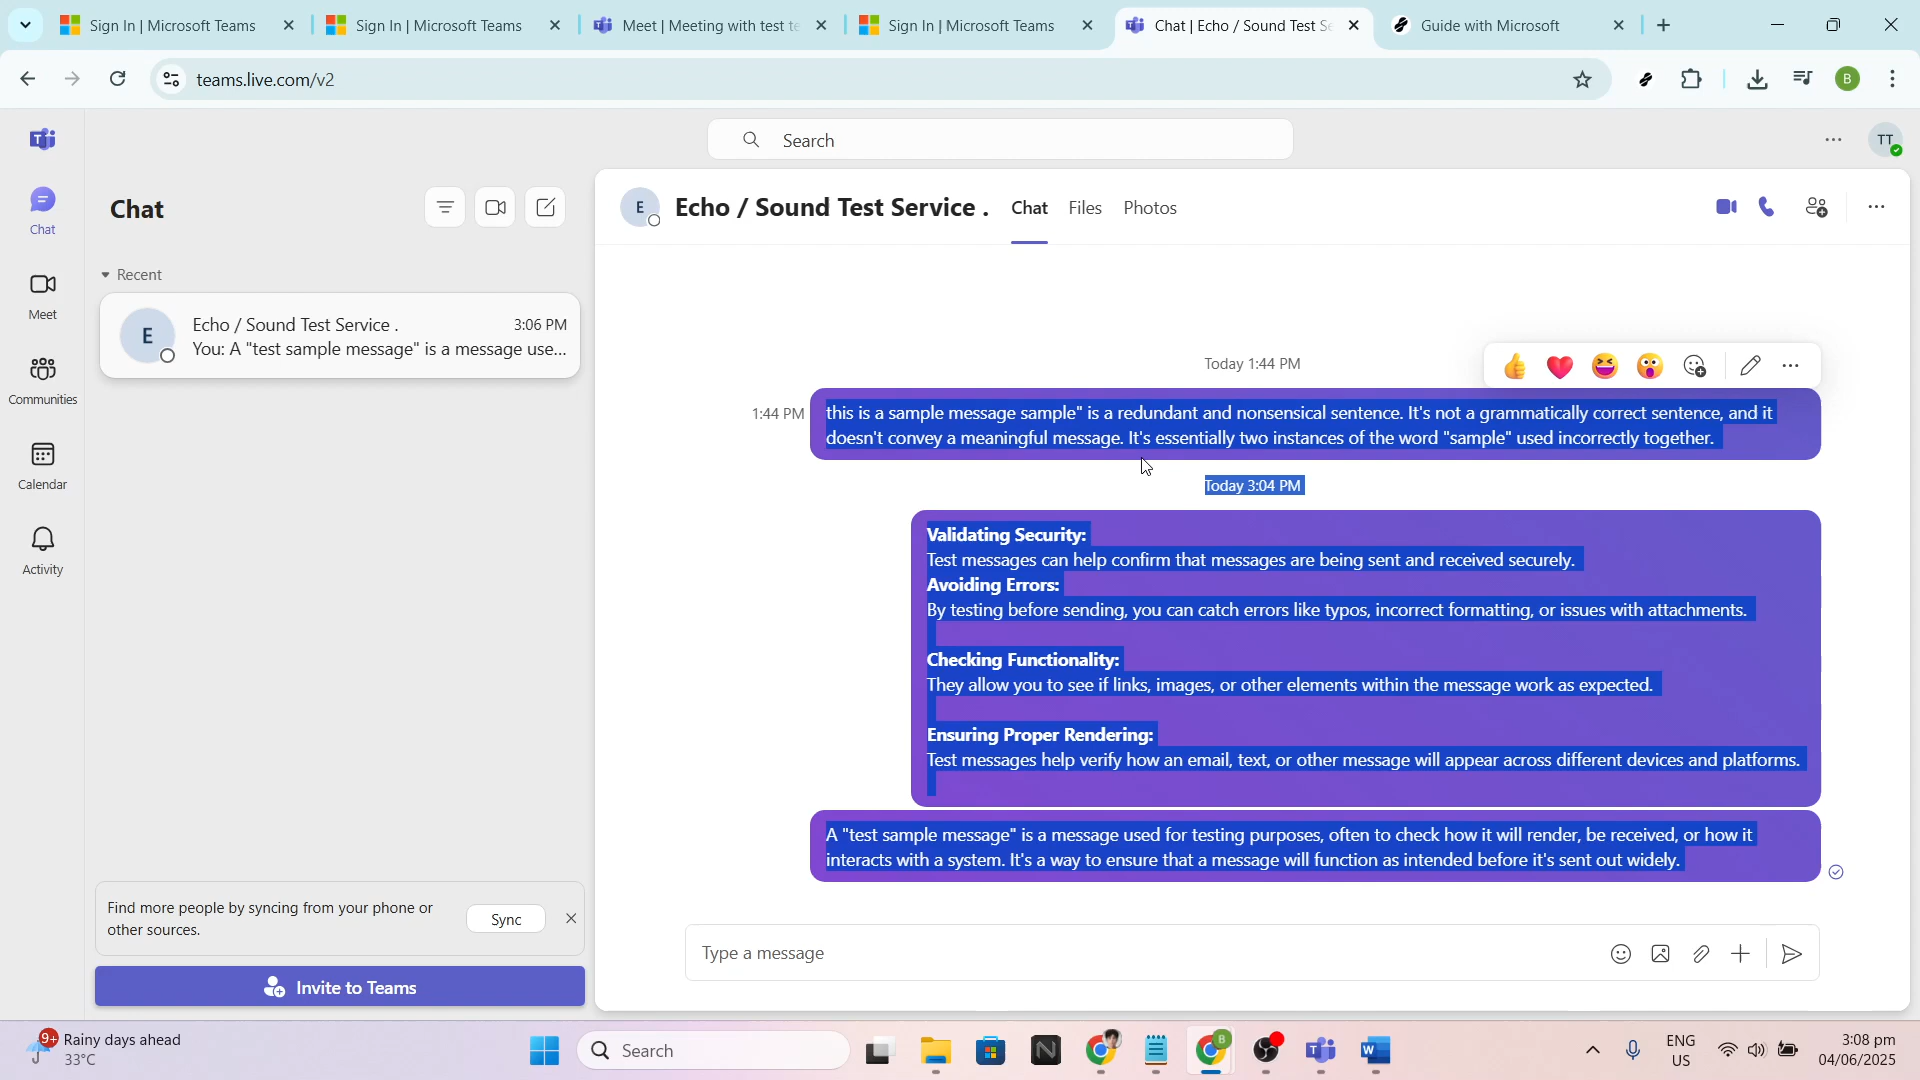 Sign In | Microsoft Teams
Sign In | Microsoft Teams
Meet | Meeting with test te
Sign In | Microsoft Teams
Chat | Echo / Sound Test Se
Guide with Microsoft
teams.live.com/v2
B
Search
TT
Chat
Meet
Communities
Calendar
Activity
Chat
Recent
E
Echo / Sound Test Service .
3:06 PM
You: A "test sample message" is a message use...
Find more people by syncing from your phone or
other sources.
Sync
Invite to Teams
E
Echo / Sound Test Service .
Chat
Files
Photos
Today 1:44 PM
1:44 PM
this is a sample message sample" is a redundant and nonsensical sentence. It's not a grammatically correct sentence, and it
doesn't convey a meaningful message. It's essentially two instances of the word "sample" used incorrectly together.
Today 3:04 PM
Validating Security:
Test messages can help confirm that messages are being sent and received securely.
Avoiding Errors:
By testing before sending, you can catch errors like typos, incorrect formatting, or issues with attachments.
Checking Functionality:
They allow you to see if links, images, or other elements within the message work as expected.
Ensuring Proper Rendering:
Test messages help verify how an email, text, or other message will appear across different devices and platforms.
A "test sample message" is a message used for testing purposes, often to check how it will render, be received, or how it
interacts with a system. It's a way to ensure that a message will function as intended before it's sent out widely.
Type a message
9+
Rainy days ahead
33°C
Search
ENG
US
3:08 pm
04/06/2025